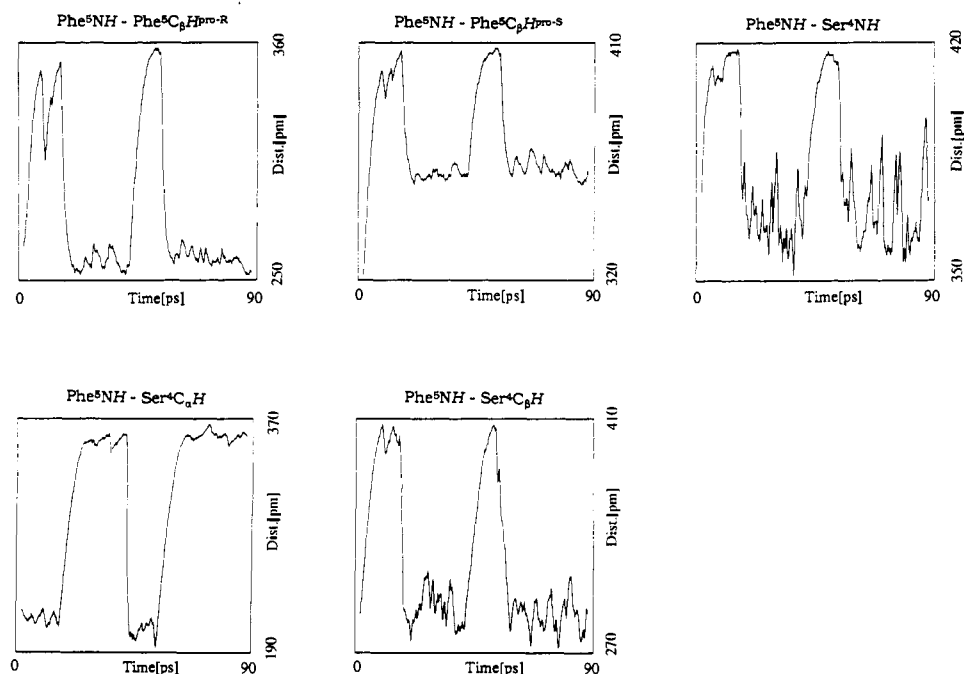 Phe⁵NH - Phe⁵CᵦHᵖʳᵒ⁻ᴿ
360
Dist.[pm]
250
0 Time[ps] 90
Phe⁵NH - Phe⁵CᵦHᵖʳᵒ⁻ˢ
410
Dist.[pm]
320
0 Time[ps] 90
Phe⁵NH - Ser⁴NH
420
Dist.[pm]
350
0 Time[ps] 90
Phe⁵NH - Ser⁴CαH
370
Dist.[pm]
190
0 Time[ps] 90
Phe⁵NH - Ser⁴CᵦH
410
Dist.[pm]
270
0 Time[ps] 90